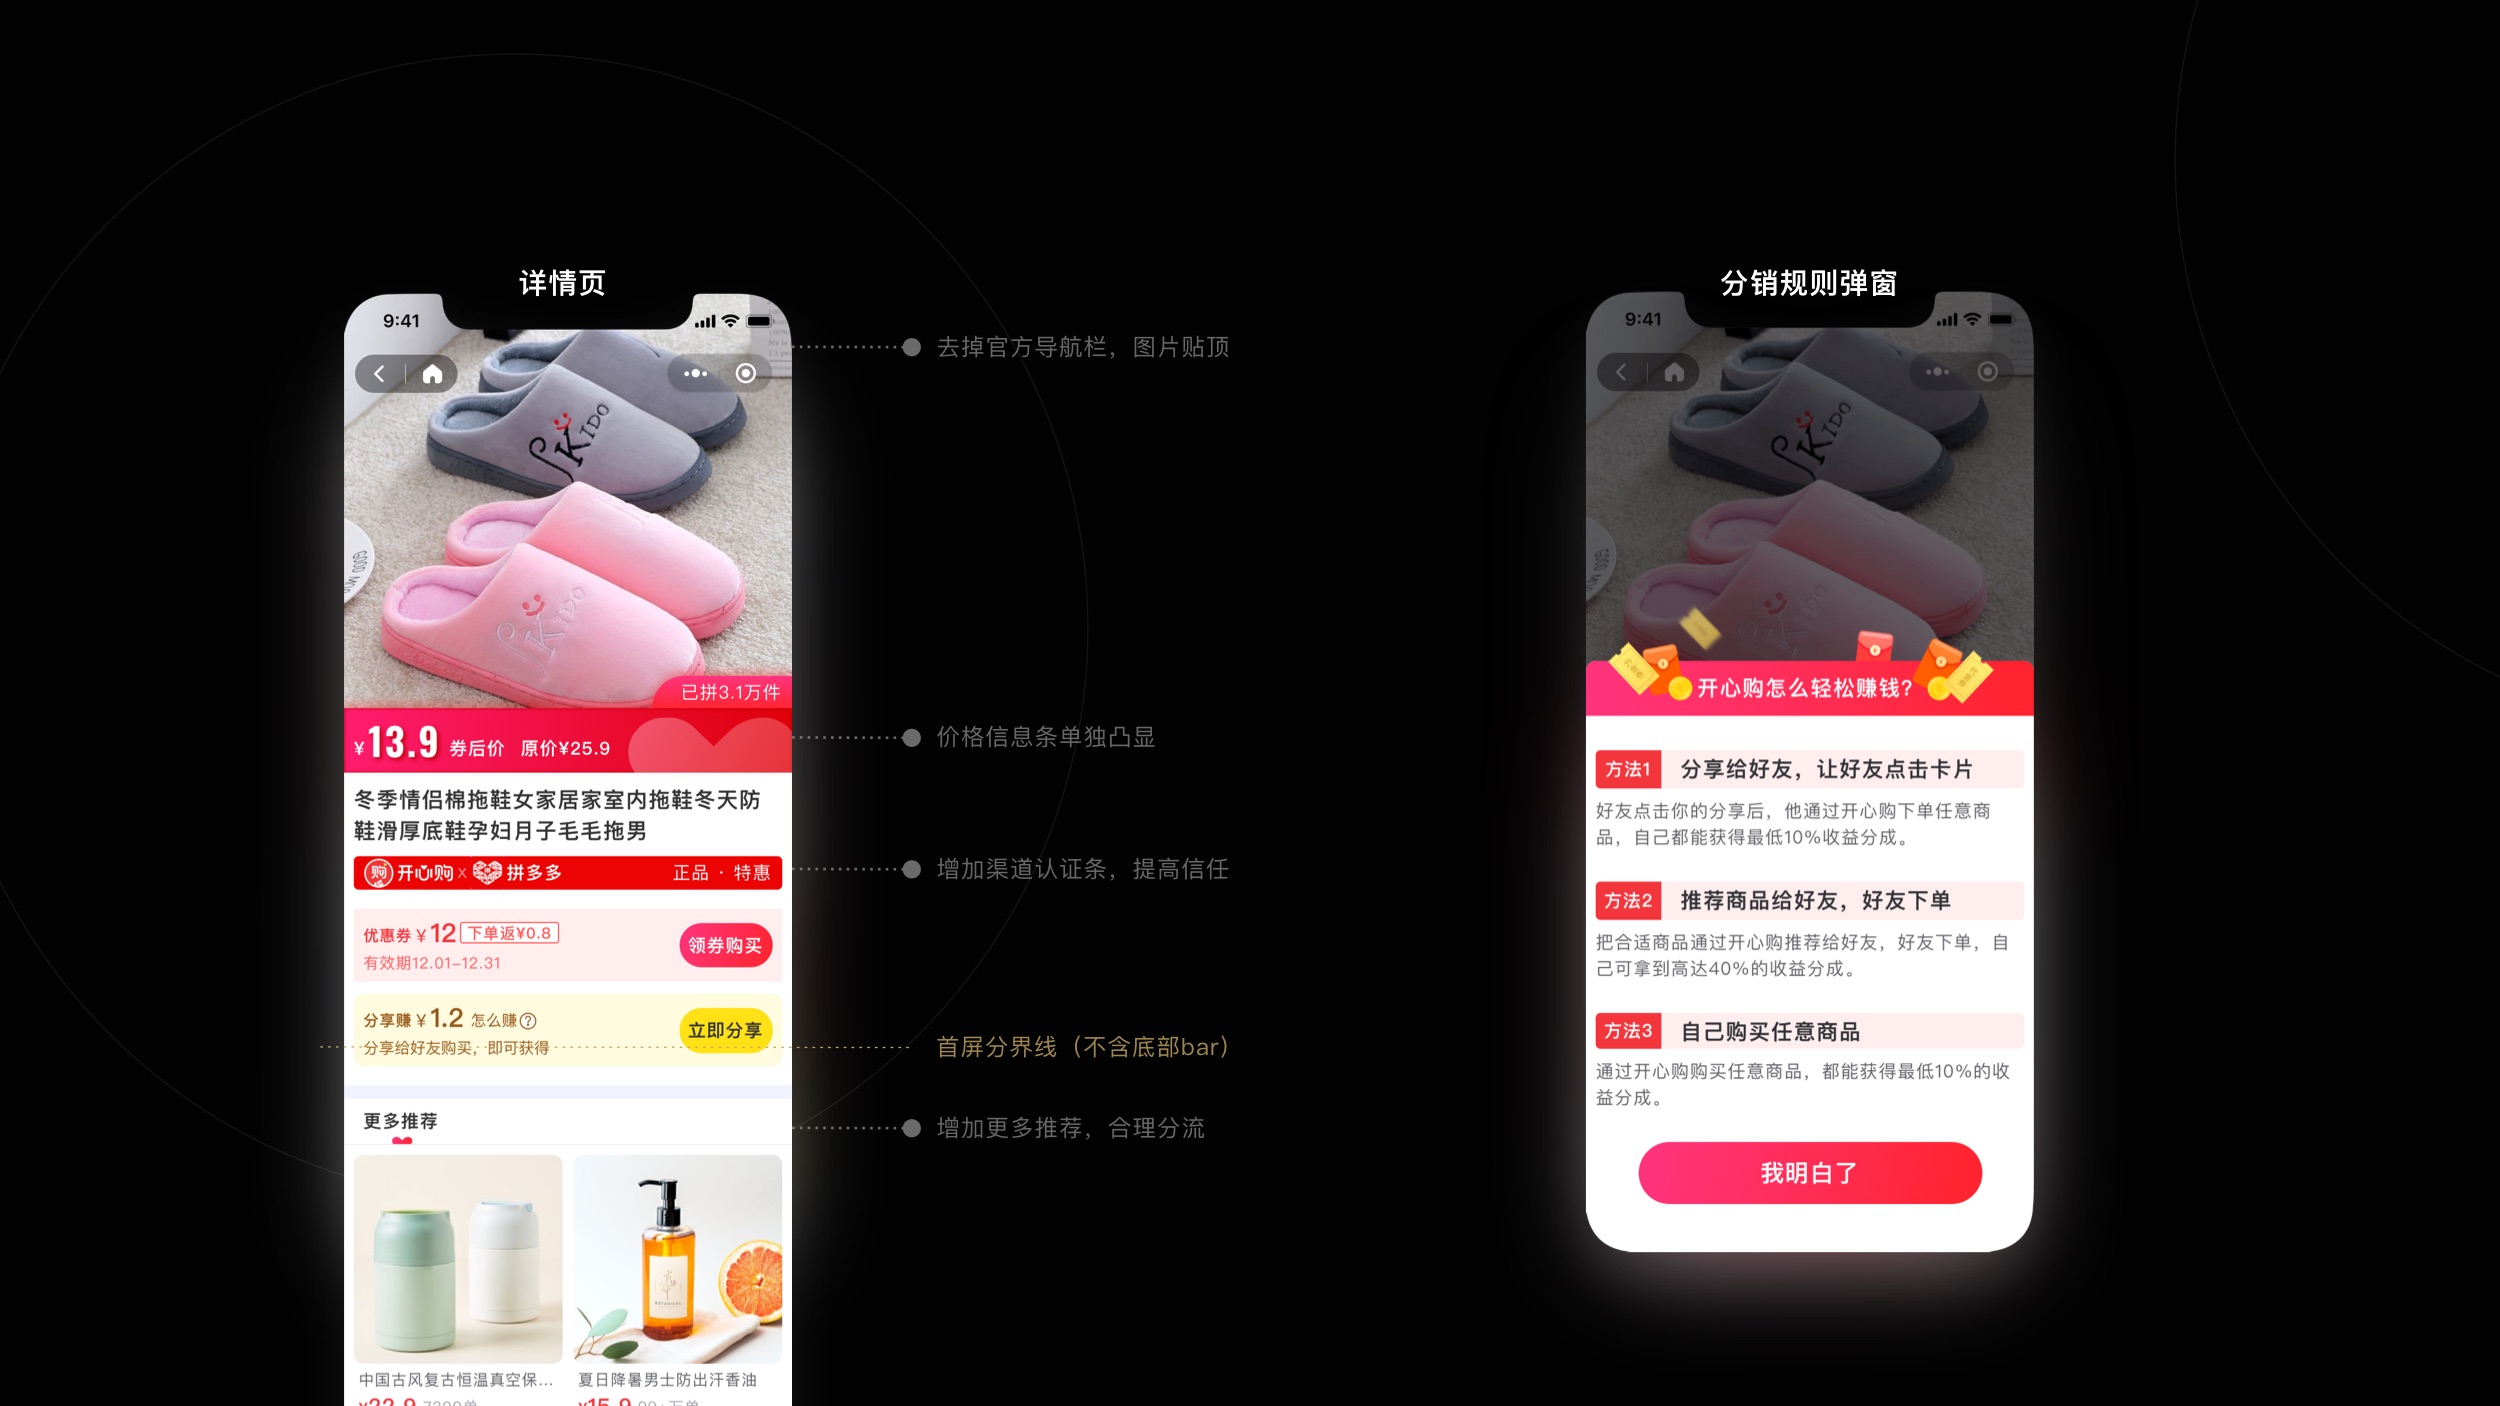 详情页
9:41
SKIDO
SKIDO
GOOD MO
已拼3.1万件
¥13.9 券后价 原价¥25.9
冬季情侣棉拖鞋女家居家室内拖鞋冬天防
鞋滑厚底鞋孕妇月子毛毛拖男
购 开心购 x 拼多多 正品 · 特惠
优惠券 ¥12 下单返¥0.8
有效期12.01-12.31
领券购买
分享赚 ¥1.2 怎么赚?
分享给好友购买，即可获得
立即分享
更多推荐
中国古风复古恒温真空保...
夏日降暑男士防出汗香油
去掉官方导航栏，图片贴顶
价格信息条单独凸显
增加渠道认证条，提高信任
首屏分界线（不含底部bar）
增加更多推荐，合理分流
分销规则弹窗
9:41
SKIDO
SKIDO
开心购怎么轻松赚钱?
方法1 分享给好友，让好友点击卡片
好友点击你的分享后，他通过开心购下单任意商
品，自己都能获得最低10%收益分成。
方法2 推荐商品给好友，好友下单
把合适商品通过开心购推荐给好友，好友下单，自
己可拿到高达40%的收益分成。
方法3 自己购买任意商品
通过开心购购买任意商品，都能获得最低10%的收
益分成。
我明白了